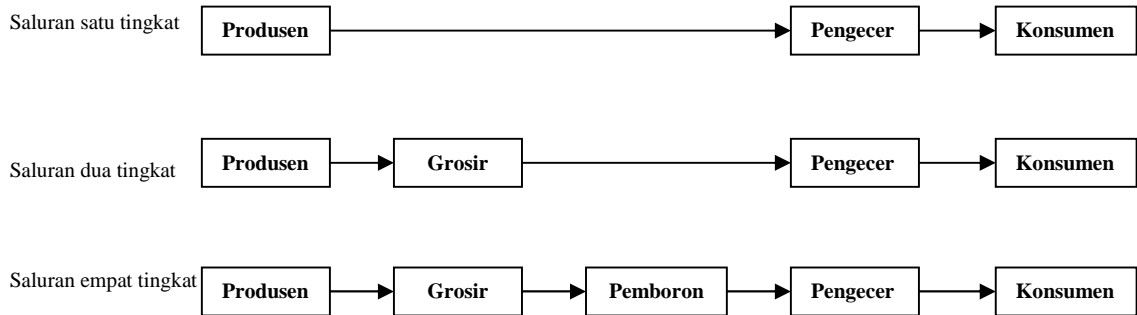 Saluran satu tingkat Produsen Pengecer Konsumen
Saluran dua tingkat Produsen Grosir Pengecer Konsumen
Saluran empat tingkat Produsen Grosir Pemboron Pengecer Konsumen